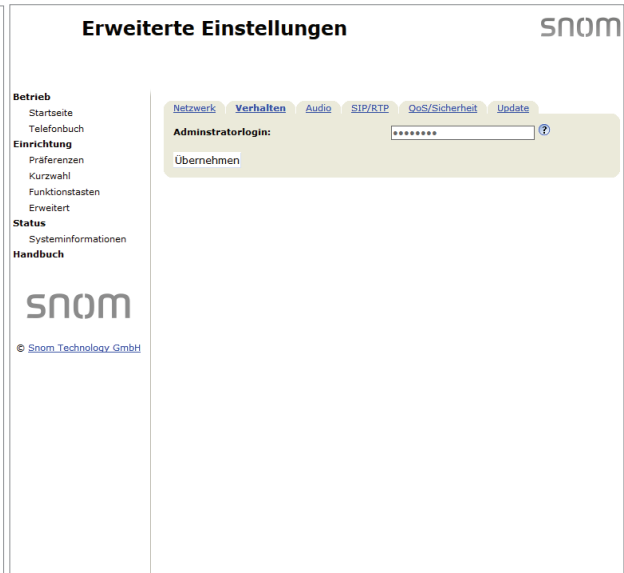 Erweiterte Einstellungen
snom
Betrieb
Startseite
Telefonbuch
Einrichtung
Präferenzen
Kurzwahl
Funktionstasten
Erweitert
Status
Systeminformationen
Handbuch
snom
© Snom Technology GmbH
Netzwerk Verhalten Audio SIP/RTP QoS/Sicherheit Update
Adminstratorlogin: ●●●●●●●● ?
Übernehmen